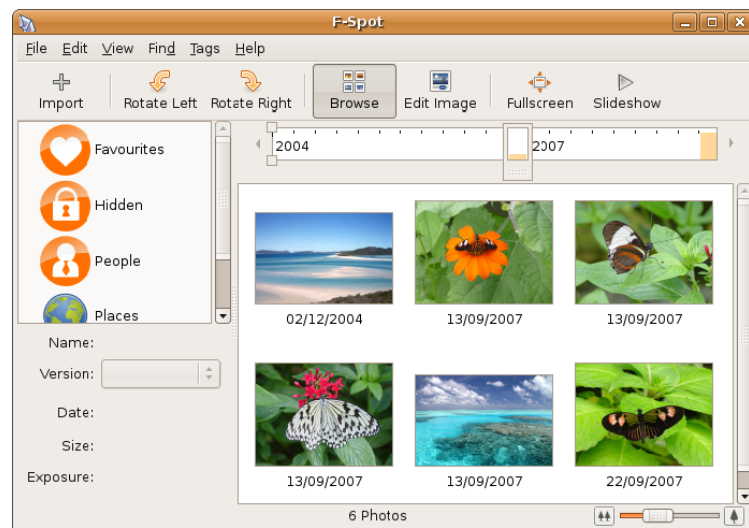 F-Spot
File Edit View Find Tags Help
Import Rotate Left Rotate Right Browse Edit Image Fullscreen Slideshow
Favourites
Hidden
People
Places
Name:
Version:
Date:
Size:
Exposure:
2004 2007
02/12/2004 13/09/2007 13/09/2007
13/09/2007 13/09/2007 22/09/2007
6 Photos